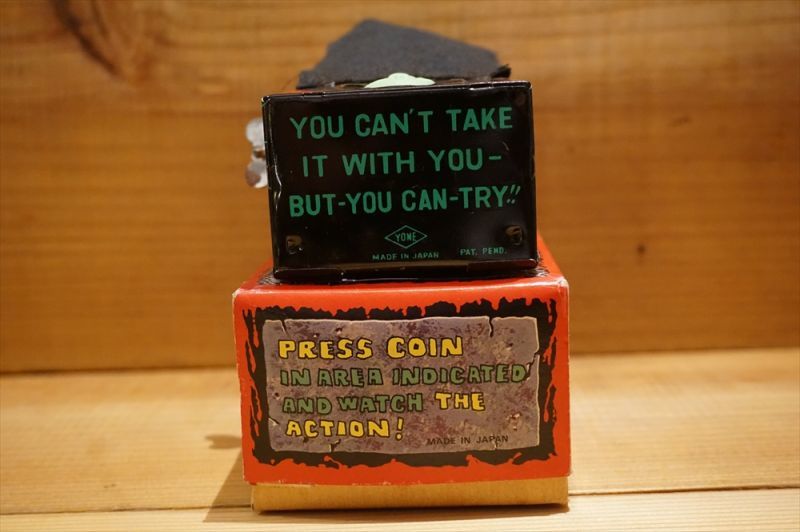 YOU CAN'T TAKE
IT WITH YOU-
BUT-YOU CAN-TRY!!
YONE
MADE IN JAPAN PAT. PEND.
PRESS COIN
IN AREA INDICATED
AND WATCH THE
ACTION!
MADE IN JAPAN